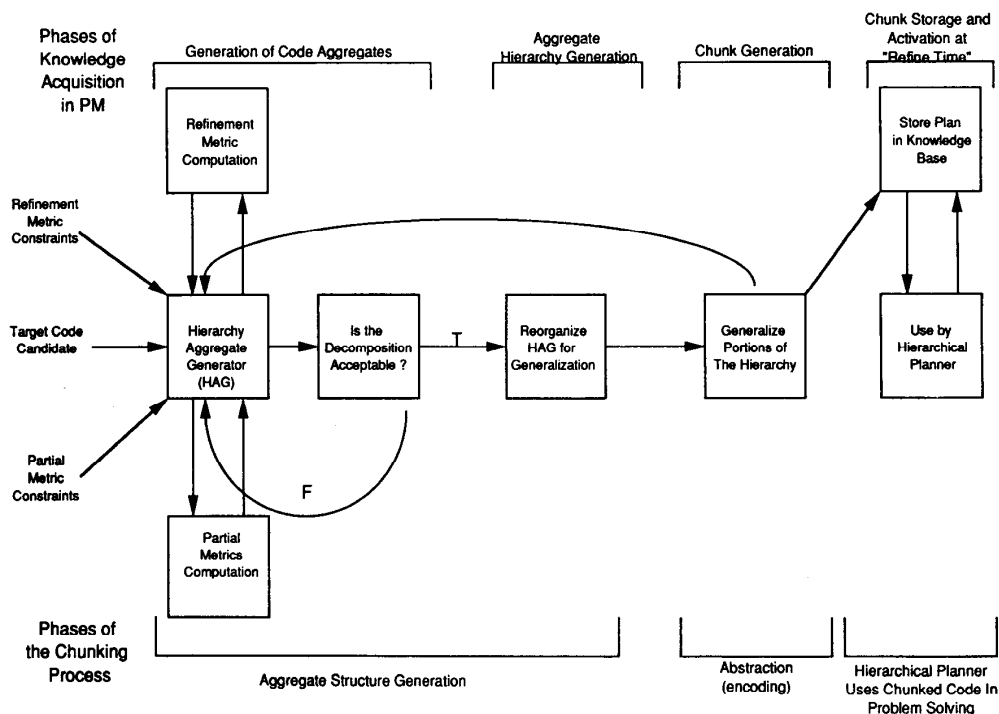 Phases of
Knowledge
Acquisition
in PM
Generation of Code Aggregates
Aggregate
Hierarchy Generation
Chunk Generation
Chunk Storage and
Activation at
"Refine Time"
Refinement
Metric
Computation
Store Plan
in Knowledge
Base
Refinement
Metric
Constraints
Target Code
Candidate
Hierarchy
Aggregate
Generator
(HAG)
Is the
Decomposition
Acceptable ?
T
Reorganize
HAG for
Generalization
Generalize
Portions of
The Hierarchy
Use by
Hierarchical
Planner
Partial
Metric
Constraints
F
Partial
Metrics
Computation
Phases of
the Chunking
Process
Aggregate Structure Generation
Abstraction
(encoding)
Hierarchical Planner
Uses Chunked Code In
Problem Solving